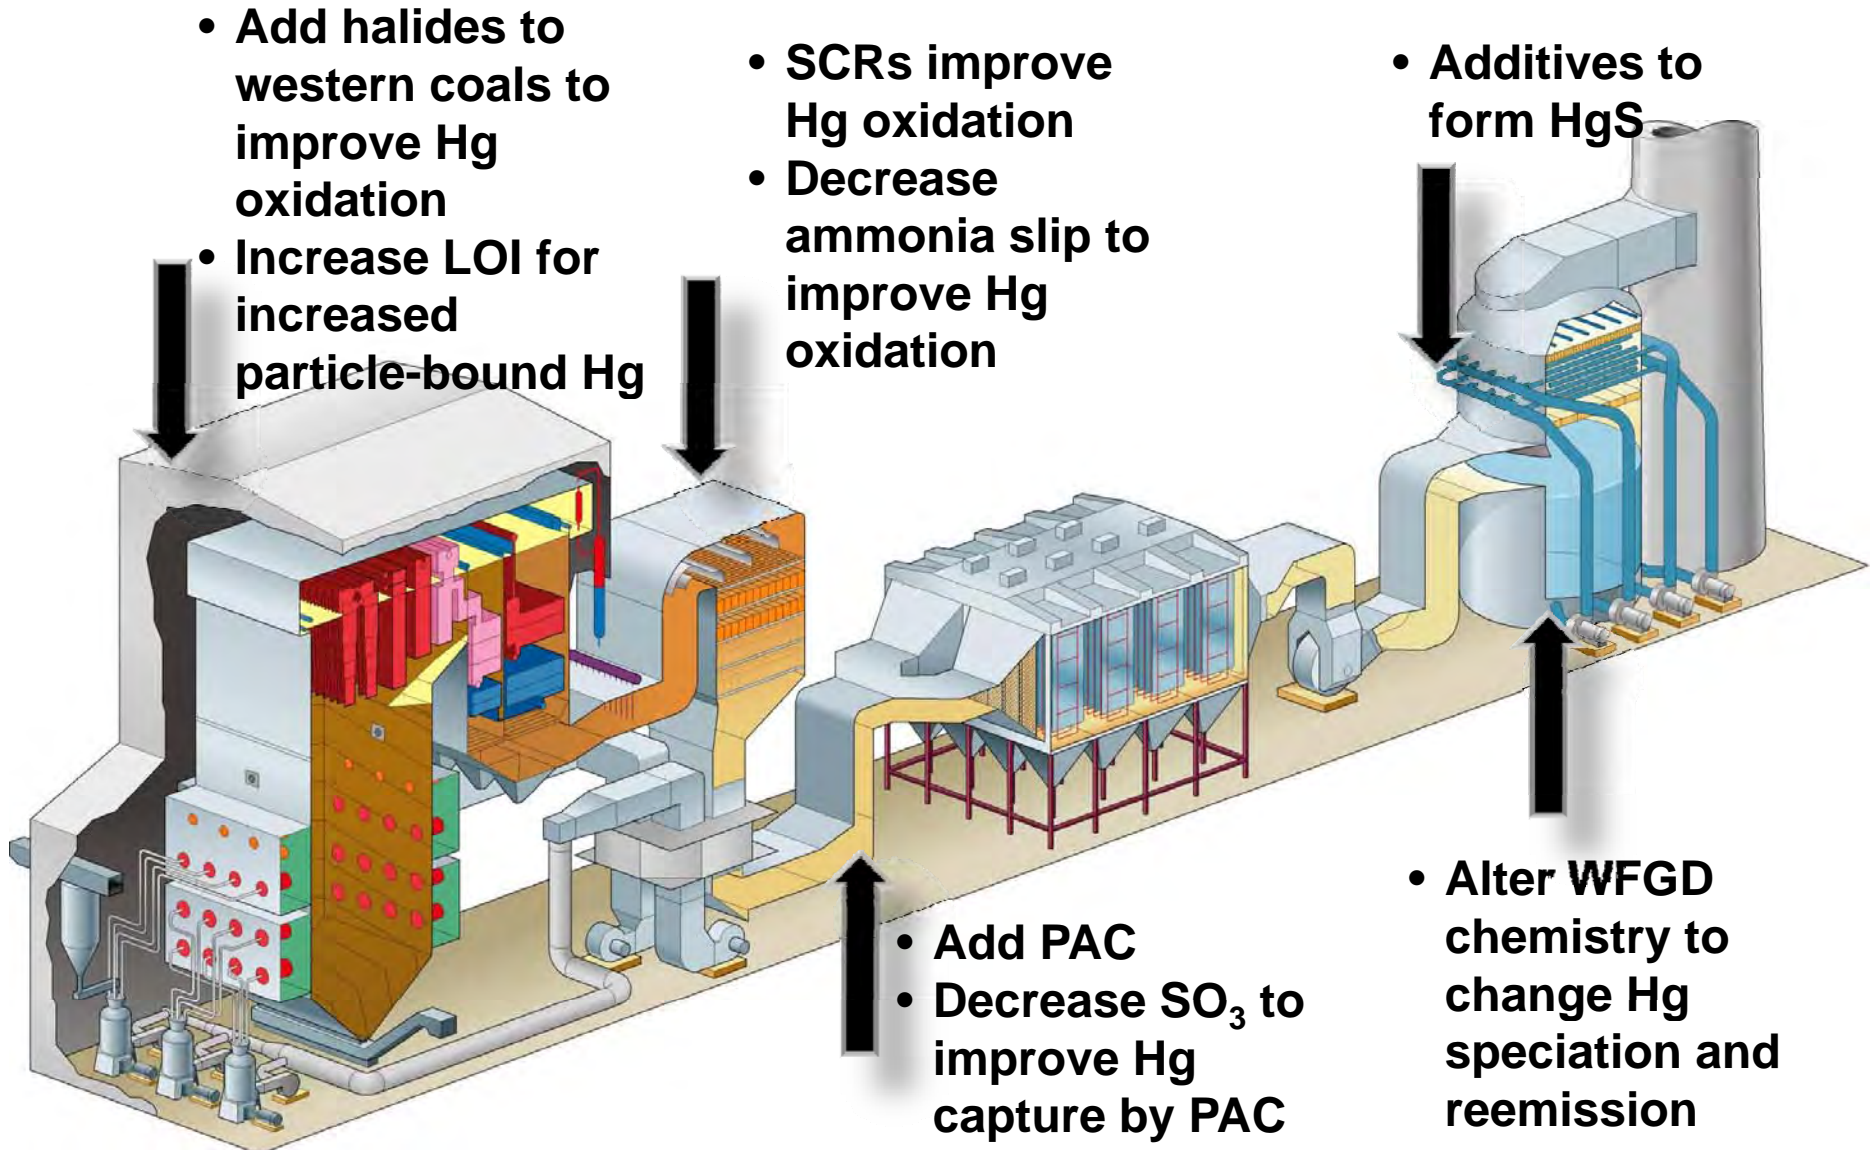 • Add halides to
western coals to
improve Hg
oxidation
• Increase LOI for
increased
particle-bound Hg
• SCRs improve
Hg oxidation
• Decrease
ammonia slip to
improve Hg
oxidation
• Additives to
form HgS
• Add PAC
• Decrease SO₃ to
improve Hg
capture by PAC
• Alter WFGD
chemistry to
change Hg
speciation and
reemission